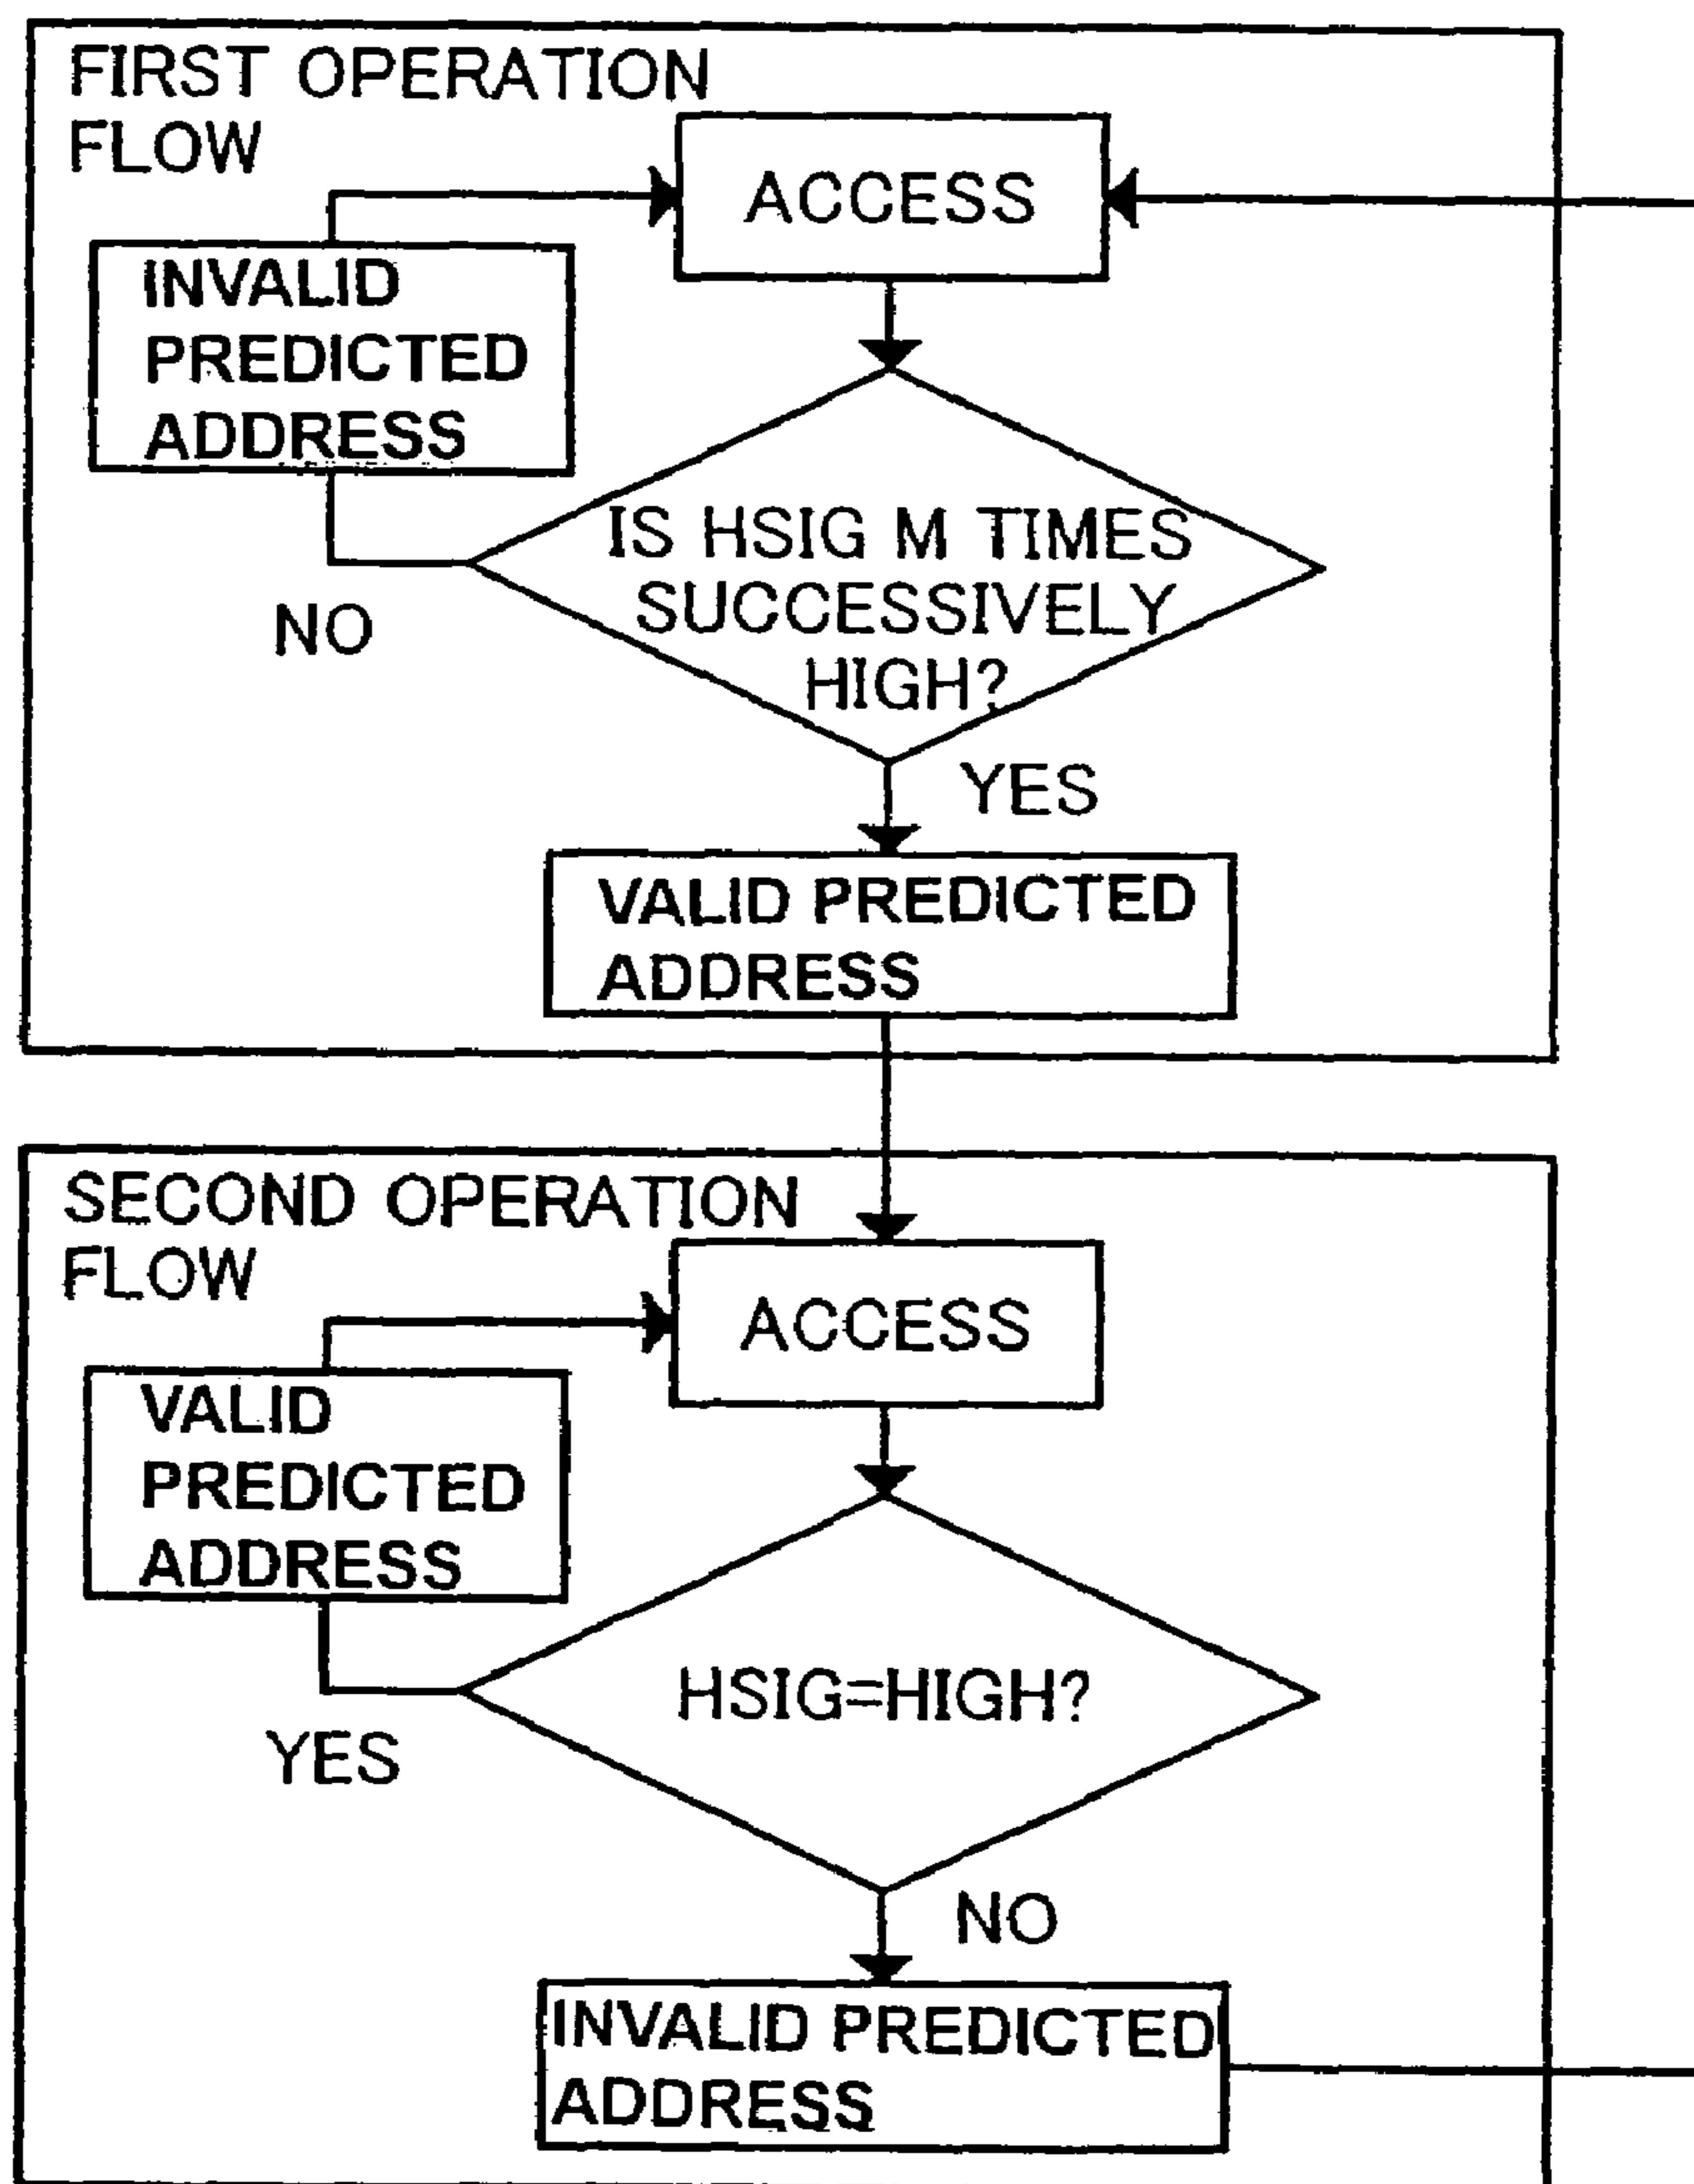 FIRST OPERATION
FLOW
ACCESS
INVALID
PREDICTED
ADDRESS
IS HSIG M TIMES
SUCCESSIVELY
HIGH?
NO
YES
VALID PREDICTED
ADDRESS
SECOND OPERATION
FLOW
ACCESS
VALID
PREDICTED
ADDRESS
HSIG=HIGH?
YES
NO
INVALID PREDICTED
ADDRESS